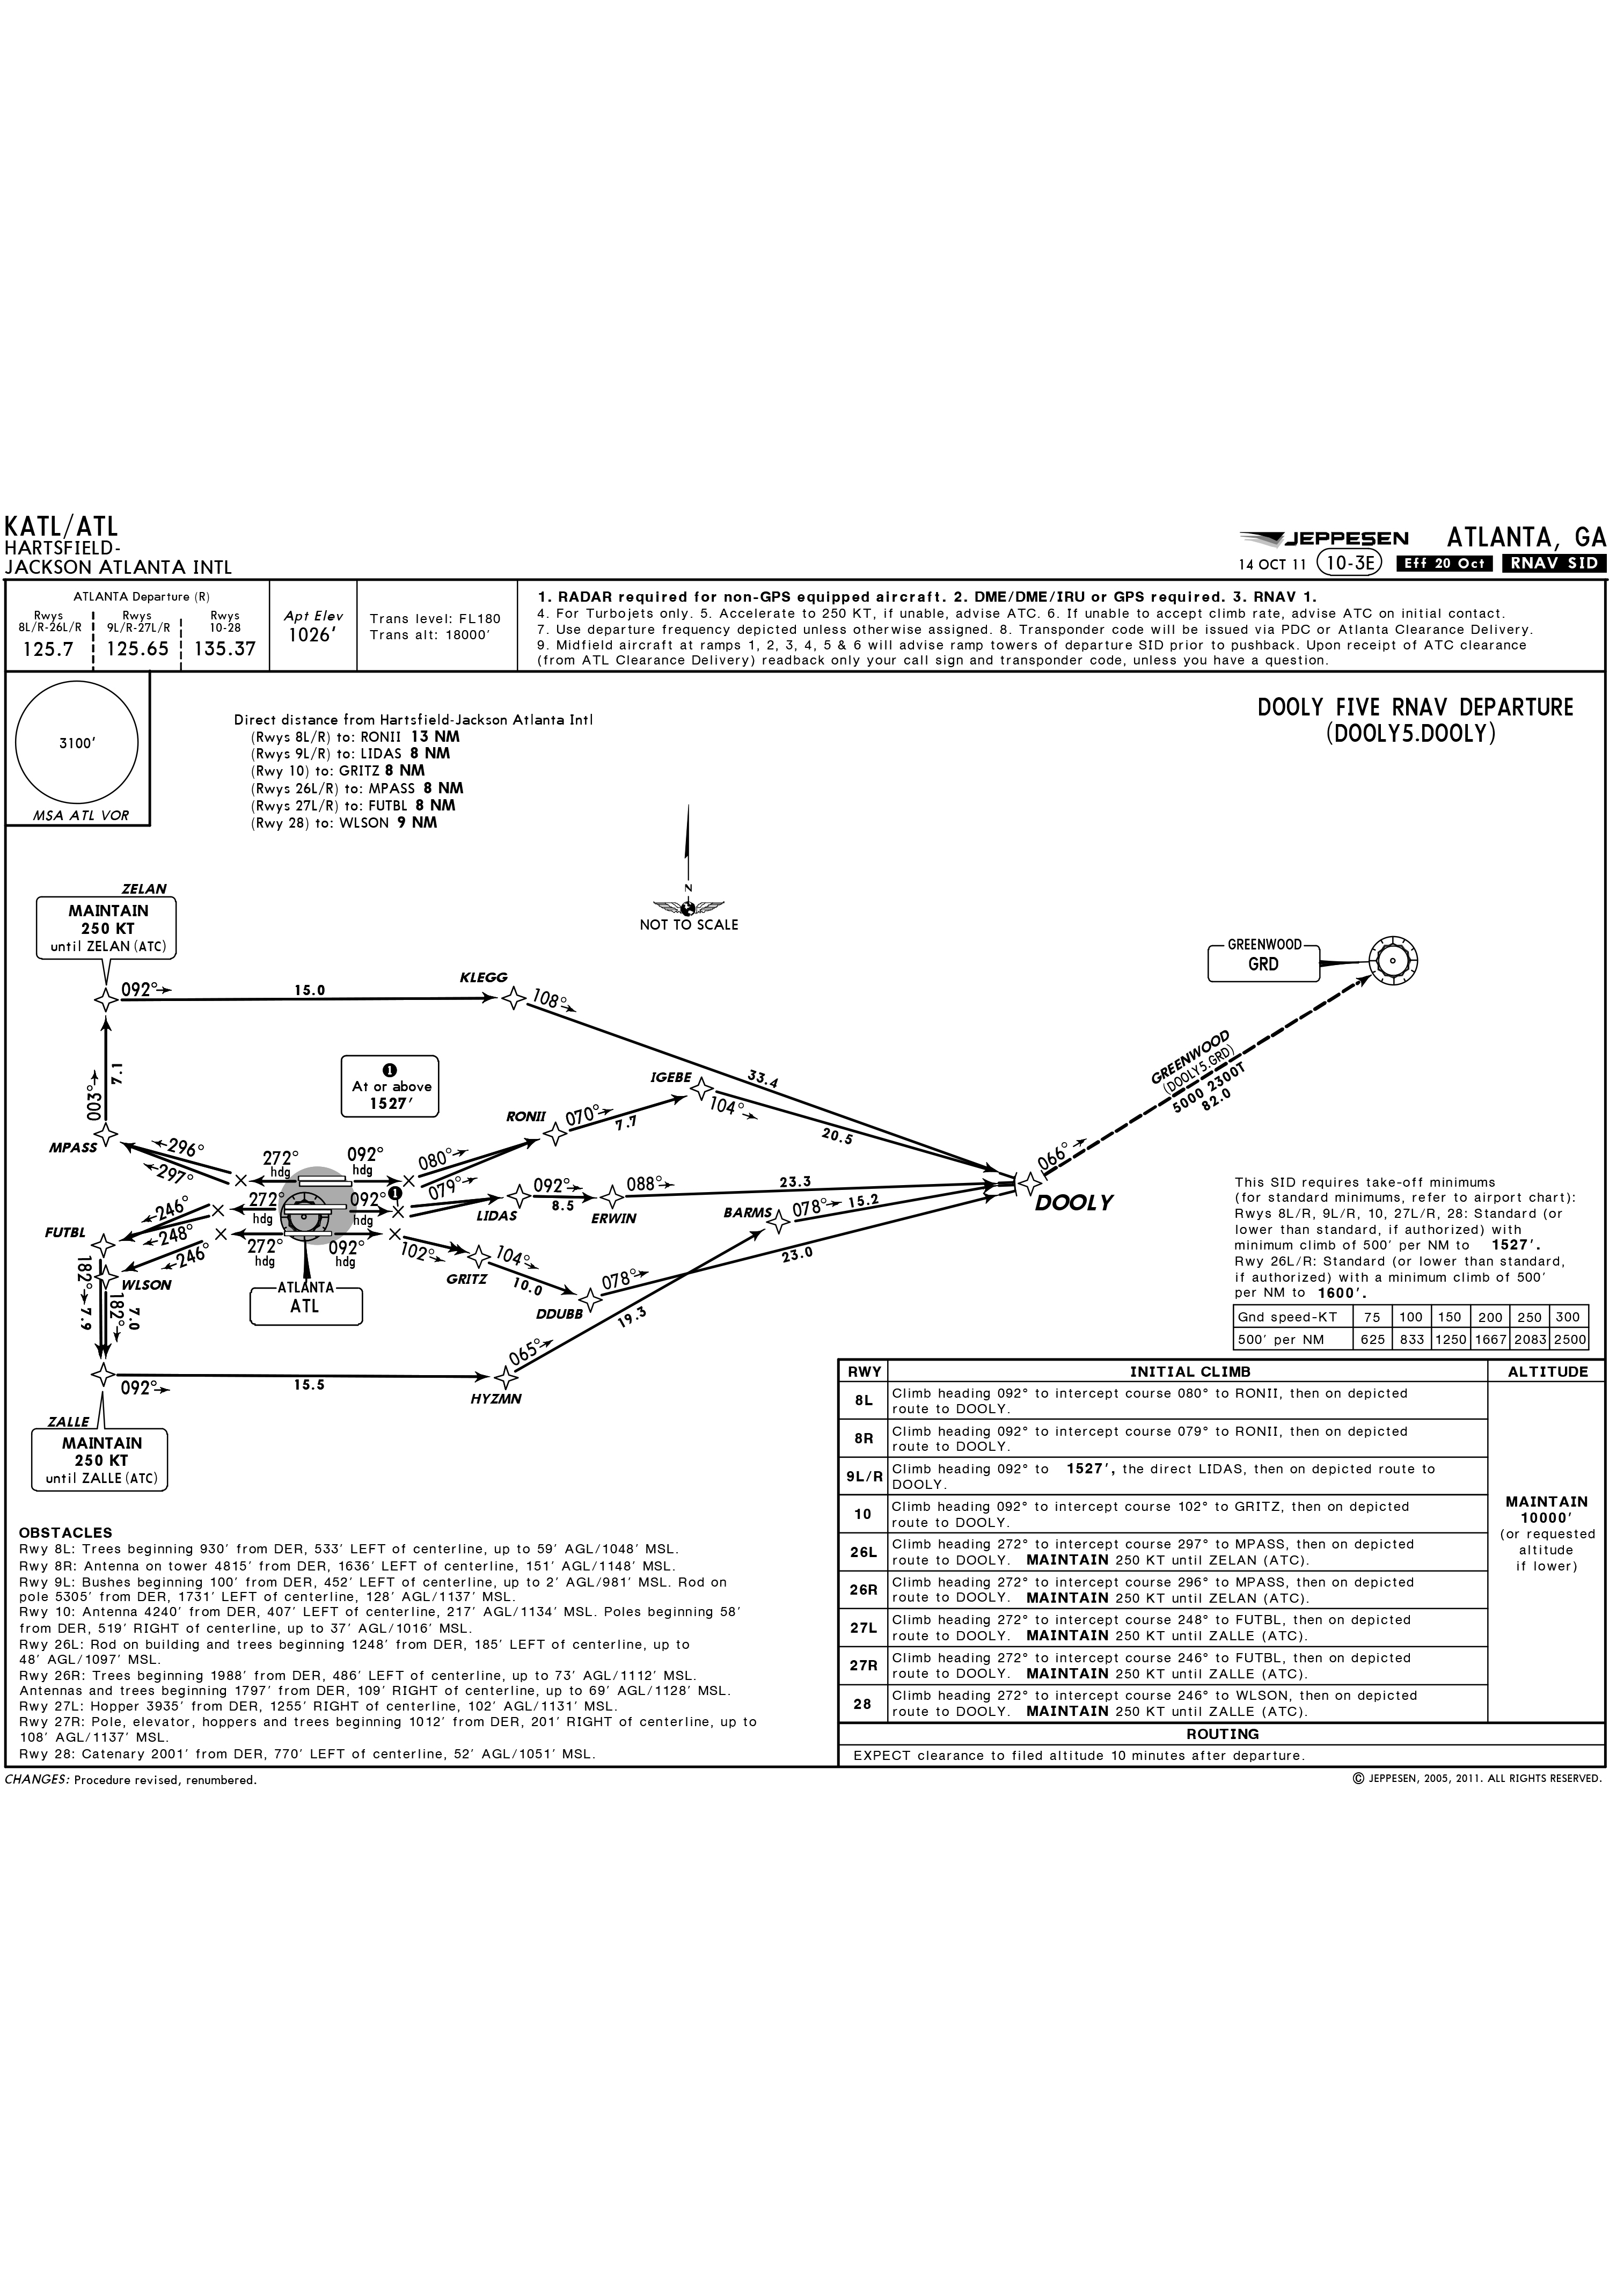 KATL/ATL
HARTSFIELD-
JACKSON ATLANTA INTL
JEPPESEN
ATLANTA, GA
14 OCT 11
10-3E
Eff 20 Oct
RNAV SID
ATLANTA Departure (R)
Rwys
8L/R-26L/R
125.7
Rwys
9L/R-27L/R
125.65
Rwys
10-28
135.37
Apt Elev
1026'
Trans level: FL180
Trans alt: 18000'
1. RADAR required for non-GPS equipped aircraft. 2. DME/DME/IRU or GPS required. 3. RNAV 1.
4. For Turbojets only. 5. Accelerate to 250 KT, if unable, advise ATC. 6. If unable to accept climb rate, advise ATC on initial contact.
7. Use departure frequency depicted unless otherwise assigned. 8. Transponder code will be issued via PDC or Atlanta Clearance Delivery.
9. Midfield aircraft at ramps 1, 2, 3, 4, 5 & 6 will advise ramp towers of departure SID prior to pushback. Upon receipt of ATC clearance
(from ATL Clearance Delivery) readback only your call sign and transponder code, unless you have a question.
3100'
MSA ATL VOR
Direct distance from Hartsfield-Jackson Atlanta Intl
(Rwys 8L/R) to: RONII 13 NM
(Rwys 9L/R) to: LIDAS 8 NM
(Rwy 10) to: GRITZ 8 NM
(Rwys 26L/R) to: MPASS 8 NM
(Rwys 27L/R) to: FUTBL 8 NM
(Rwy 28) to: WLSON 9 NM
DOOLY FIVE RNAV DEPARTURE
(DOOLY5.DOOLY)
N
NOT TO SCALE
ZELAN
MAINTAIN
250 KT
until ZELAN (ATC)
092°
15.0
KLEGG
108°
33.4
GREENWOOD
GRD
GREENWOOD
(DOOLY5.GRD)
5000 2300T
82.0
066°
DOOLY
7.1
003°
MPASS
296°
297°
1
At or above
1527'
IGEBE
104°
20.5
RONII
070°
7.7
272°
hdg
092°
hdg
080°
079°
272°
hdg
092°
hdg
1
LIDAS
092°
8.5
ERWIN
088°
23.3
BARMS
078°
15.2
246°
248°
246°
FUTBL
WLSON
272°
hdg
092°
hdg
102°
GRITZ
104°
10.0
DDUBB
078°
23.0
19.3
182°
7.9
182°
7.0
ATLANTA
ATL
092°
15.5
065°
HYZMN
ZALLE
MAINTAIN
250 KT
until ZALLE (ATC)
This SID requires take-off minimums
(for standard minimums, refer to airport chart):
Rwys 8L/R, 9L/R, 10, 27L/R, 28: Standard (or
lower than standard, if authorized) with
minimum climb of 500' per NM to 1527'.
Rwy 26L/R: Standard (or lower than standard,
if authorized) with a minimum climb of 500'
per NM to 1600'.
Gnd speed-KT 75 100 150 200 250 300
500' per NM 625 833 1250 1667 2083 2500
RWY INITIAL CLIMB ALTITUDE
8L Climb heading 092° to intercept course 080° to RONII, then on depicted
route to DOOLY.
8R Climb heading 092° to intercept course 079° to RONII, then on depicted
route to DOOLY.
9L/R Climb heading 092° to 1527', the direct LIDAS, then on depicted route to
DOOLY.
10 Climb heading 092° to intercept course 102° to GRITZ, then on depicted
route to DOOLY.
26L Climb heading 272° to intercept course 297° to MPASS, then on depicted
route to DOOLY. MAINTAIN 250 KT until ZELAN (ATC).
26R Climb heading 272° to intercept course 296° to MPASS, then on depicted
route to DOOLY. MAINTAIN 250 KT until ZELAN (ATC).
27L Climb heading 272° to intercept course 248° to FUTBL, then on depicted
route to DOOLY. MAINTAIN 250 KT until ZALLE (ATC).
27R Climb heading 272° to intercept course 246° to FUTBL, then on depicted
route to DOOLY. MAINTAIN 250 KT until ZALLE (ATC).
28 Climb heading 272° to intercept course 246° to WLSON, then on depicted
route to DOOLY. MAINTAIN 250 KT until ZALLE (ATC).
MAINTAIN
10000'
(or requested
altitude
if lower)
ROUTING
EXPECT clearance to filed altitude 10 minutes after departure.
OBSTACLES
Rwy 8L: Trees beginning 930' from DER, 533' LEFT of centerline, up to 59' AGL/1048' MSL.
Rwy 8R: Antenna on tower 4815' from DER, 1636' LEFT of centerline, 151' AGL/1148' MSL.
Rwy 9L: Bushes beginning 100' from DER, 452' LEFT of centerline, up to 2' AGL/981' MSL. Rod on
pole 5305' from DER, 1731' LEFT of centerline, 128' AGL/1137' MSL.
Rwy 10: Antenna 4240' from DER, 407' LEFT of centerline, 217' AGL/1134' MSL. Poles beginning 58'
from DER, 519' RIGHT of centerline, up to 37' AGL/1016' MSL.
Rwy 26L: Rod on building and trees beginning 1248' from DER, 185' LEFT of centerline, up to
48' AGL/1097' MSL.
Rwy 26R: Trees beginning 1988' from DER, 486' LEFT of centerline, up to 73' AGL/1112' MSL.
Antennas and trees beginning 1797' from DER, 109' RIGHT of centerline, up to 69' AGL/1128' MSL.
Rwy 27L: Hopper 3935' from DER, 1255' RIGHT of centerline, 102' AGL/1131' MSL.
Rwy 27R: Pole, elevator, hoppers and trees beginning 1012' from DER, 201' RIGHT of centerline, up to
108' AGL/1137' MSL.
Rwy 28: Catenary 2001' from DER, 770' LEFT of centerline, 52' AGL/1051' MSL.
CHANGES: Procedure revised, renumbered.
© JEPPESEN, 2005, 2011. ALL RIGHTS RESERVED.